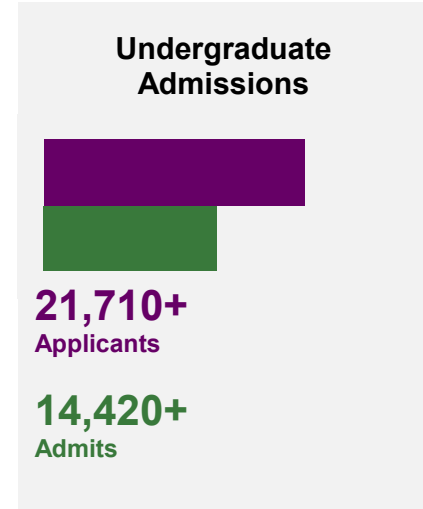 Undergraduate
Admissions
21,710+
Applicants
14,420+
Admits